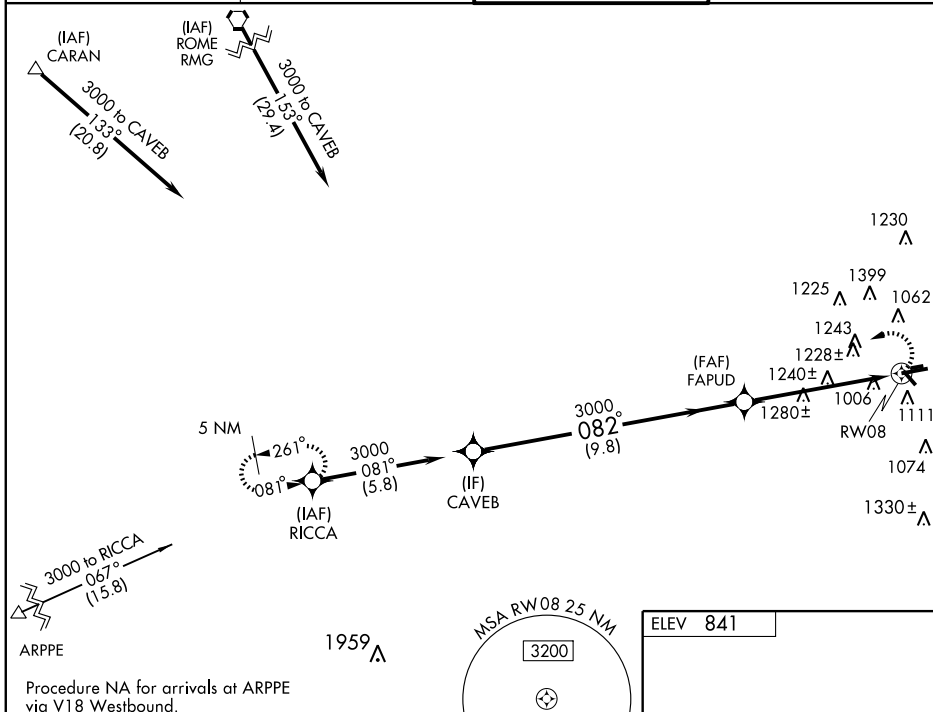 (IAF)
CARAN
3000 to CAVEB
133°
(20.8)
(IAF)
ROME
RMG
3000 to CAVEB
153°
(29.4)
1230
1225
1399
1062
1243
1228±
(FAF)
FAPUD
1240±
1280±
1006
1111
RW08
1074
1330±
5 NM
261°
081°
3000
081°
(5.8)
(IAF)
RICCA
(IF)
CAVEB
3000
082°
(9.8)
3000 to RICCA
067°
(15.8)
ARPPE
1959
Procedure NA for arrivals at ARPPE
via V18 Westbound.
MSA RW08 25 NM
3200
ELEV 841